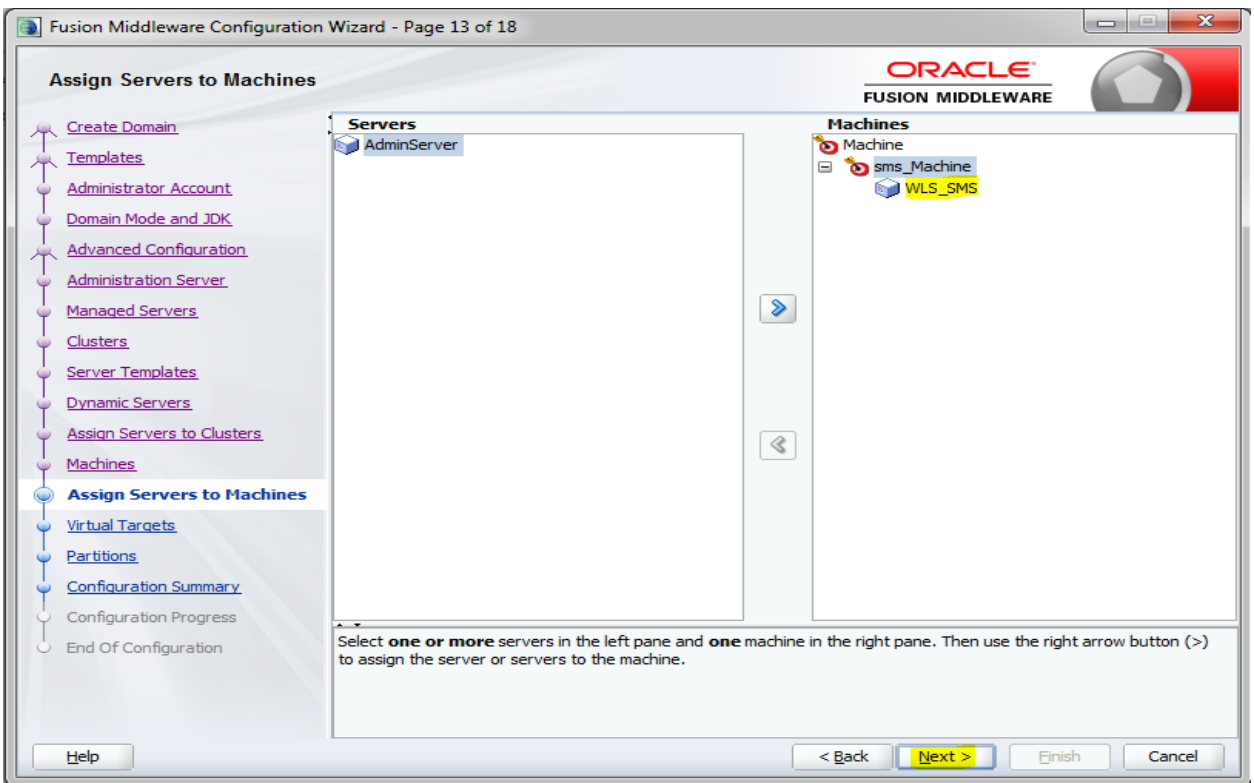 Fusion Middleware Configuration Wizard - Page 13 of 18
Assign Servers to Machines
ORACLE
FUSION MIDDLEWARE
Create Domain
Templates
Administrator Account
Domain Mode and JDK
Advanced Configuration
Administration Server
Managed Servers
Clusters
Server Templates
Dynamic Servers
Assign Servers to Clusters
Machines
Assign Servers to Machines
Virtual Targets
Partitions
Configuration Summary
Configuration Progress
End Of Configuration
Servers
AdminServer
Machines
Machine
sms_Machine
WLS_SMS
Select one or more servers in the left pane and one machine in the right pane. Then use the right arrow button (>)
to assign the server or servers to the machine.
Help
< Back
Next >
Finish
Cancel